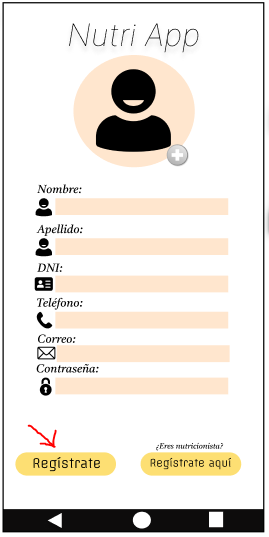 Nutri App
Nombre:
Apellido:
DNI:
Teléfono:
Correo:
Contraseña:
¿Eres nutricionista?
Regístrate
Regístrate aquí